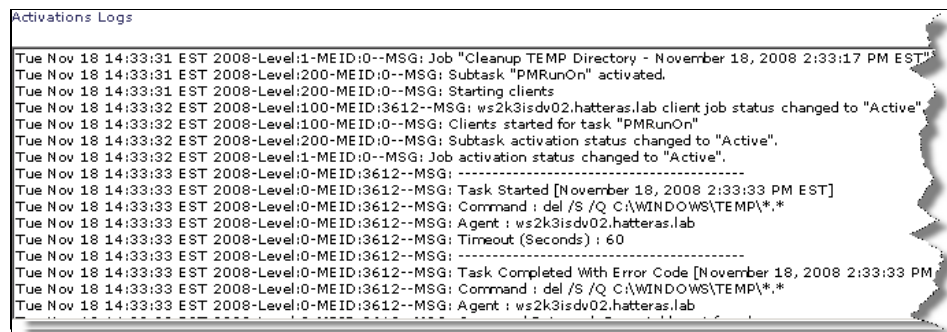 Activations Logs
Tue Nov 18 14:33:31 EST 2008-Level:1-MEID:0--MSG: Job "Cleanup TEMP Directory - November 18, 2008 2:33:17 PM EST"
Tue Nov 18 14:33:31 EST 2008-Level:200-MEID:0--MSG: Subtask "PMRunOn" activated.
Tue Nov 18 14:33:31 EST 2008-Level:200-MEID:0--MSG: Starting clients
Tue Nov 18 14:33:32 EST 2008-Level:100-MEID:3612--MSG: ws2k3isdv02.hatteras.lab client job status changed to "Active".
Tue Nov 18 14:33:32 EST 2008-Level:100-MEID:0--MSG: Clients started for task "PMRunOn"
Tue Nov 18 14:33:32 EST 2008-Level:200-MEID:0--MSG: Subtask activation status changed to "Active".
Tue Nov 18 14:33:32 EST 2008-Level:1-MEID:0--MSG: Job activation status changed to "Active".
Tue Nov 18 14:33:33 EST 2008-Level:0-MEID:3612--MSG: ----------------------------------------
Tue Nov 18 14:33:33 EST 2008-Level:0-MEID:3612--MSG: Task Started [November 18, 2008 2:33:33 PM EST]
Tue Nov 18 14:33:33 EST 2008-Level:0-MEID:3612--MSG: Command : del /S /Q C:\WINDOWS\TEMP\*.*
Tue Nov 18 14:33:33 EST 2008-Level:0-MEID:3612--MSG: Agent : ws2k3isdv02.hatteras.lab
Tue Nov 18 14:33:33 EST 2008-Level:0-MEID:3612--MSG: Timeout (Seconds) : 60
Tue Nov 18 14:33:33 EST 2008-Level:0-MEID:3612--MSG: ----------------------------------------
Tue Nov 18 14:33:33 EST 2008-Level:0-MEID:3612--MSG: Task Completed With Error Code [November 18, 2008 2:33:33 PM
Tue Nov 18 14:33:33 EST 2008-Level:0-MEID:3612--MSG: Command : del /S /Q C:\WINDOWS\TEMP\*.*
Tue Nov 18 14:33:33 EST 2008-Level:0-MEID:3612--MSG: Agent : ws2k3isdv02.hatteras.lab